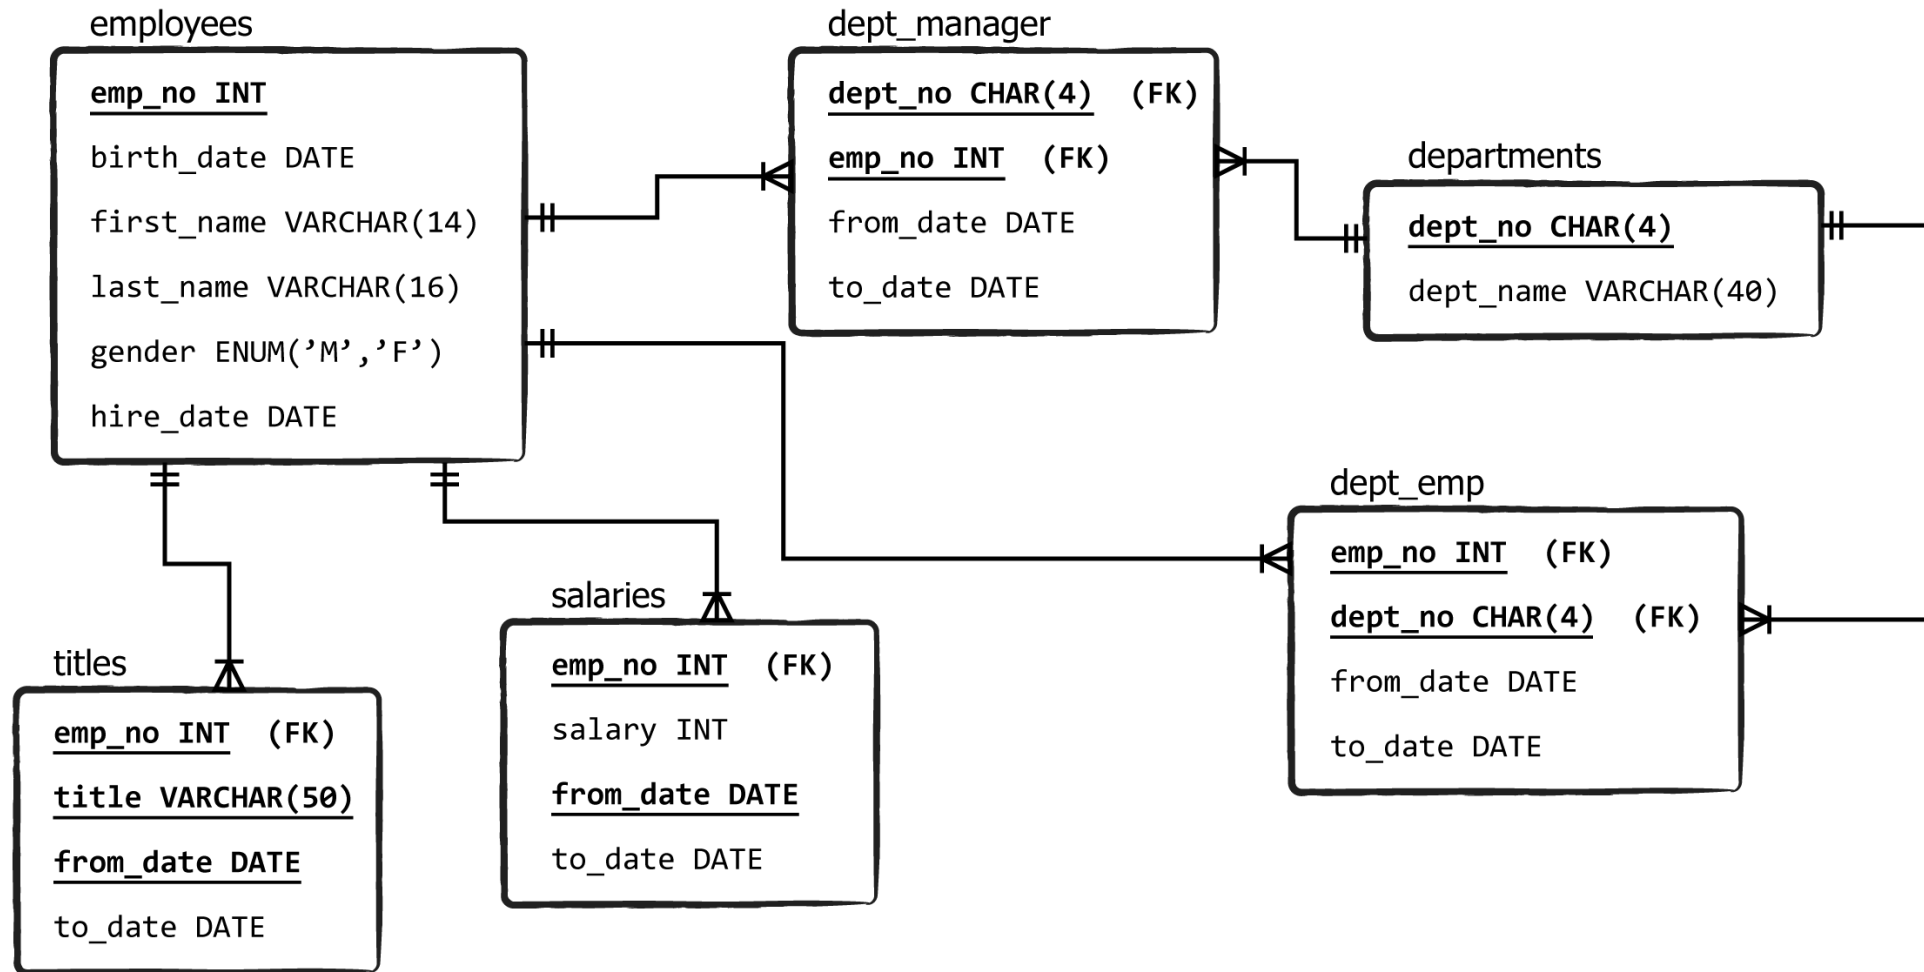 employees
emp_no INT
birth_date DATE
first_name VARCHAR(14)
last_name VARCHAR(16)
gender ENUM(’M’,’F’)
hire_date DATE
dept_manager
dept_no CHAR(4) (FK)
emp_no INT (FK)
from_date DATE
to_date DATE
departments
dept_no CHAR(4)
dept_name VARCHAR(40)
dept_emp
emp_no INT (FK)
dept_no CHAR(4) (FK)
from_date DATE
to_date DATE
salaries
emp_no INT (FK)
salary INT
from_date DATE
to_date DATE
titles
emp_no INT (FK)
title VARCHAR(50)
from_date DATE
to_date DATE